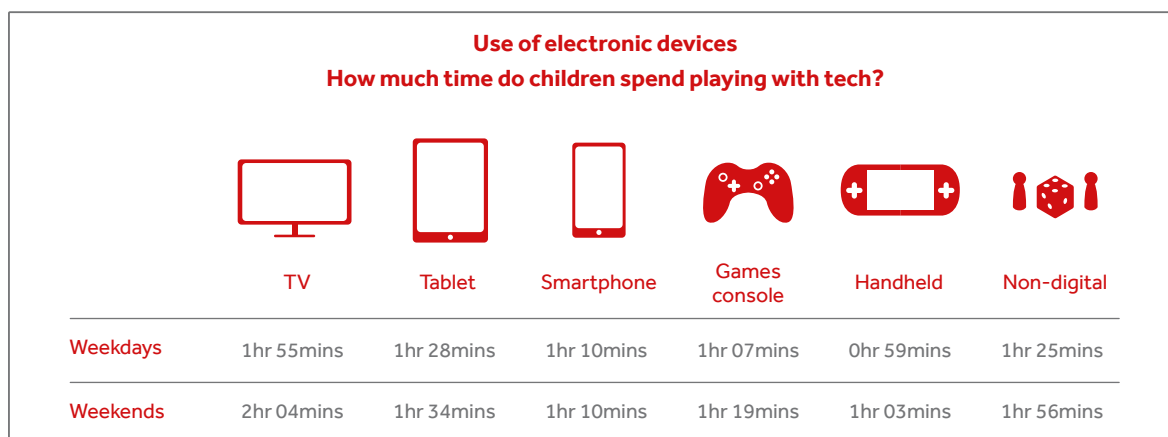 Use of electronic devices
How much time do children spend playing with tech?
TV Tablet Smartphone Games console Handheld Non-digital
Weekdays 1hr 55mins 1hr 28mins 1hr 10mins 1hr 07mins 0hr 59mins 1hr 25mins
Weekends 2hr 04mins 1hr 34mins 1hr 10mins 1hr 19mins 1hr 03mins 1hr 56mins